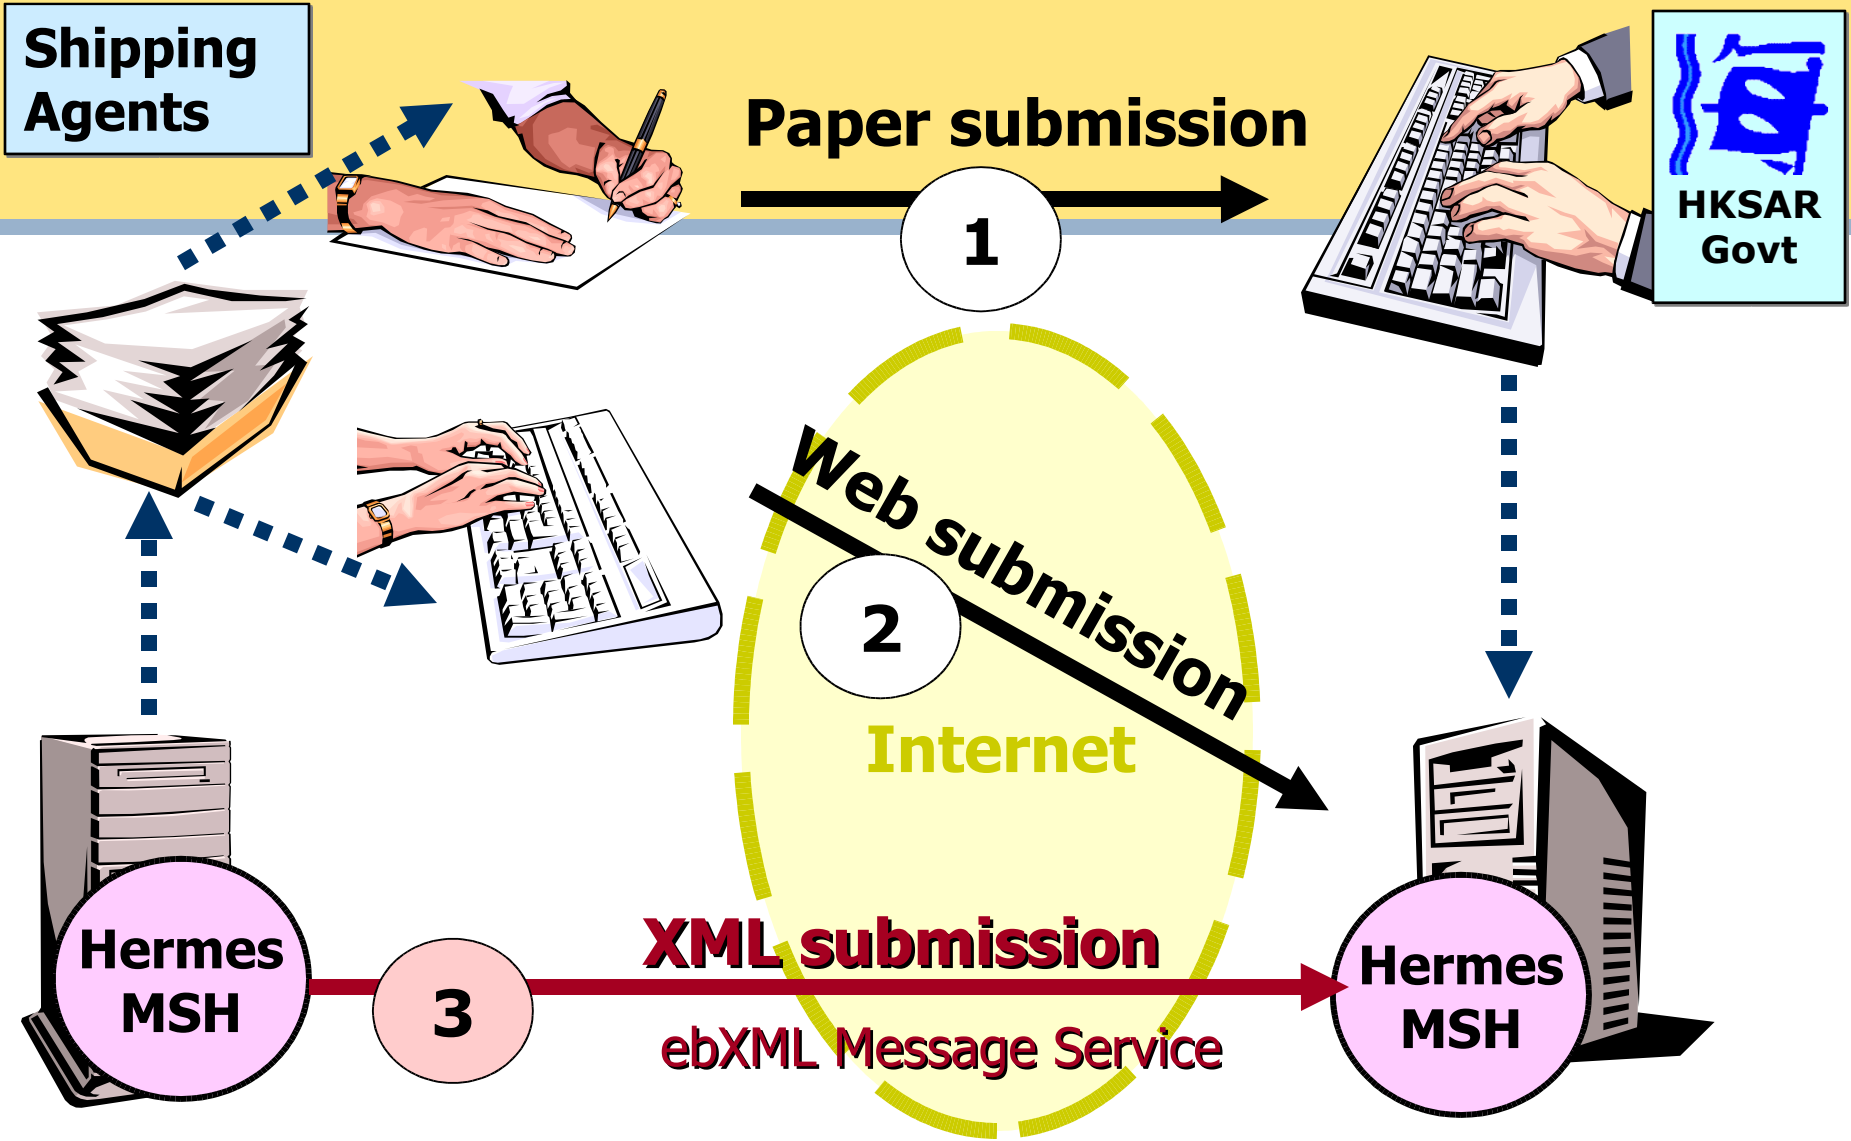 Shipping
Agents
Paper submission
1
HKSAR
Govt
Web submission
2
Internet
Hermes
MSH
XML submission
3
ebXML Message Service
Hermes
MSH